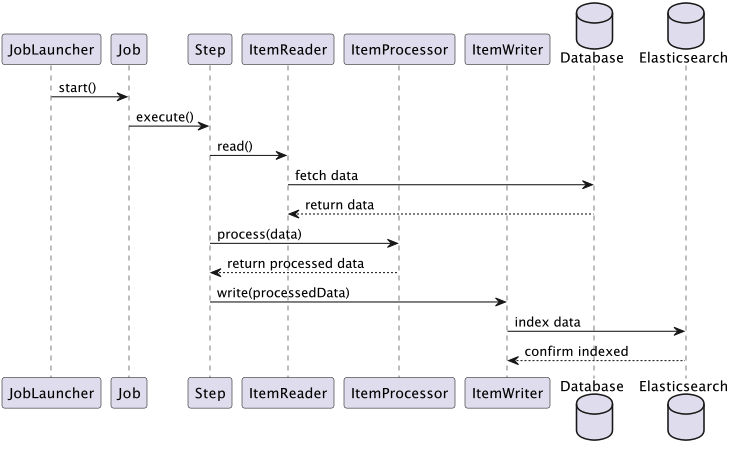 JobLauncher Job Step ItemReader ItemProcessor ItemWriter Database Elasticsearch
start()
execute()
read()
fetch data
return data
process(data)
return processed data
write(processedData)
index data
confirm indexed
JobLauncher Job Step ItemReader ItemProcessor ItemWriter Database Elasticsearch